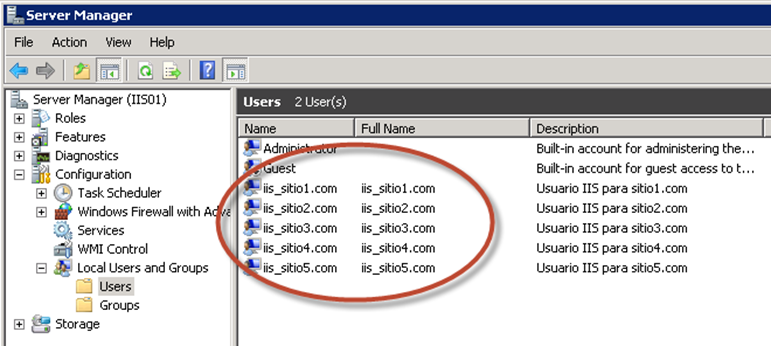 Server Manager
File Action View Help
Server Manager (IIS01)
Roles
Features
Diagnostics
Configuration
Task Scheduler
Windows Firewall with Adva
Services
WMI Control
Local Users and Groups
Users
Groups
Storage
Users 2 User(s)
Name Full Name Description
Administrator Built-in account for administering the...
Guest Built-in account for guest access to t...
iis_sitio1.com iis_sitio1.com Usuario IIS para sitio1.com
iis_sitio2.com iis_sitio2.com Usuario IIS para sitio2.com
iis_sitio3.com iis_sitio3.com Usuario IIS para sitio3.com
iis_sitio4.com iis_sitio4.com Usuario IIS para sitio4.com
iis_sitio5.com iis_sitio5.com Usuario IIS para sitio5.com